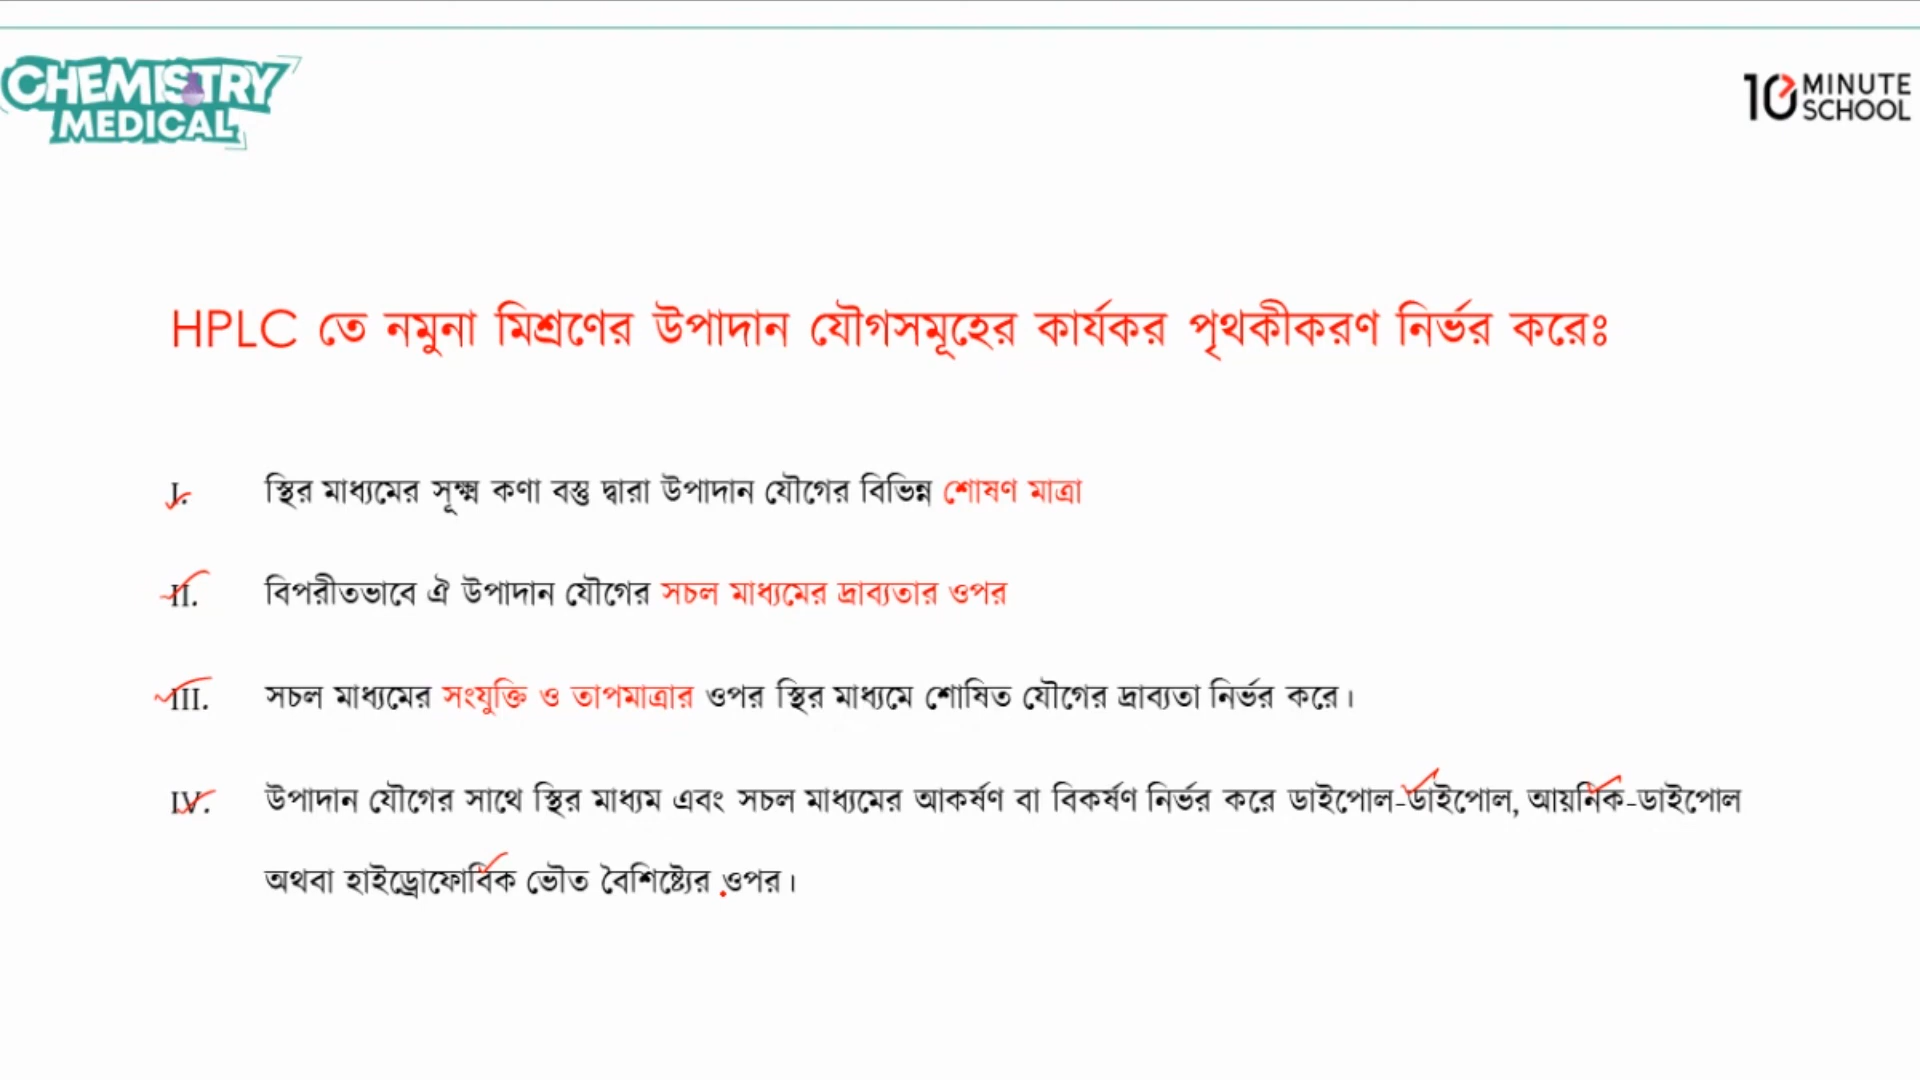 CHEMISTRY
MEDICAL
10 MINUTE
SCHOOL
HPLC তে নমুনা মিশ্রণের উপাদান যৌগসমূহের কার্যকর পৃথকীকরণ নির্ভর করেঃ
I. স্থির মাধ্যমের সূক্ষ্ম কণা বস্তু দ্বারা উপাদান যৌগের বিভিন্ন শোষণ মাত্রা
II. বিপরীতভাবে ঐ উপাদান যৌগের সচল মাধ্যমের দ্রাব্যতার ওপর
III. সচল মাধ্যমের সংযুক্তি ও তাপমাত্রার ওপর স্থির মাধ্যমে শোষিত যৌগের দ্রাব্যতা নির্ভর করে।
IV. উপাদান যৌগের সাথে স্থির মাধ্যম এবং সচল মাধ্যমের আকর্ষণ বা বিকর্ষণ নির্ভর করে ডাইপোল-ডাইপোল, আয়নিক-ডাইপোল
অথবা হাইড্রোফোবিক ভৌত বৈশিষ্ট্যের ওপর।